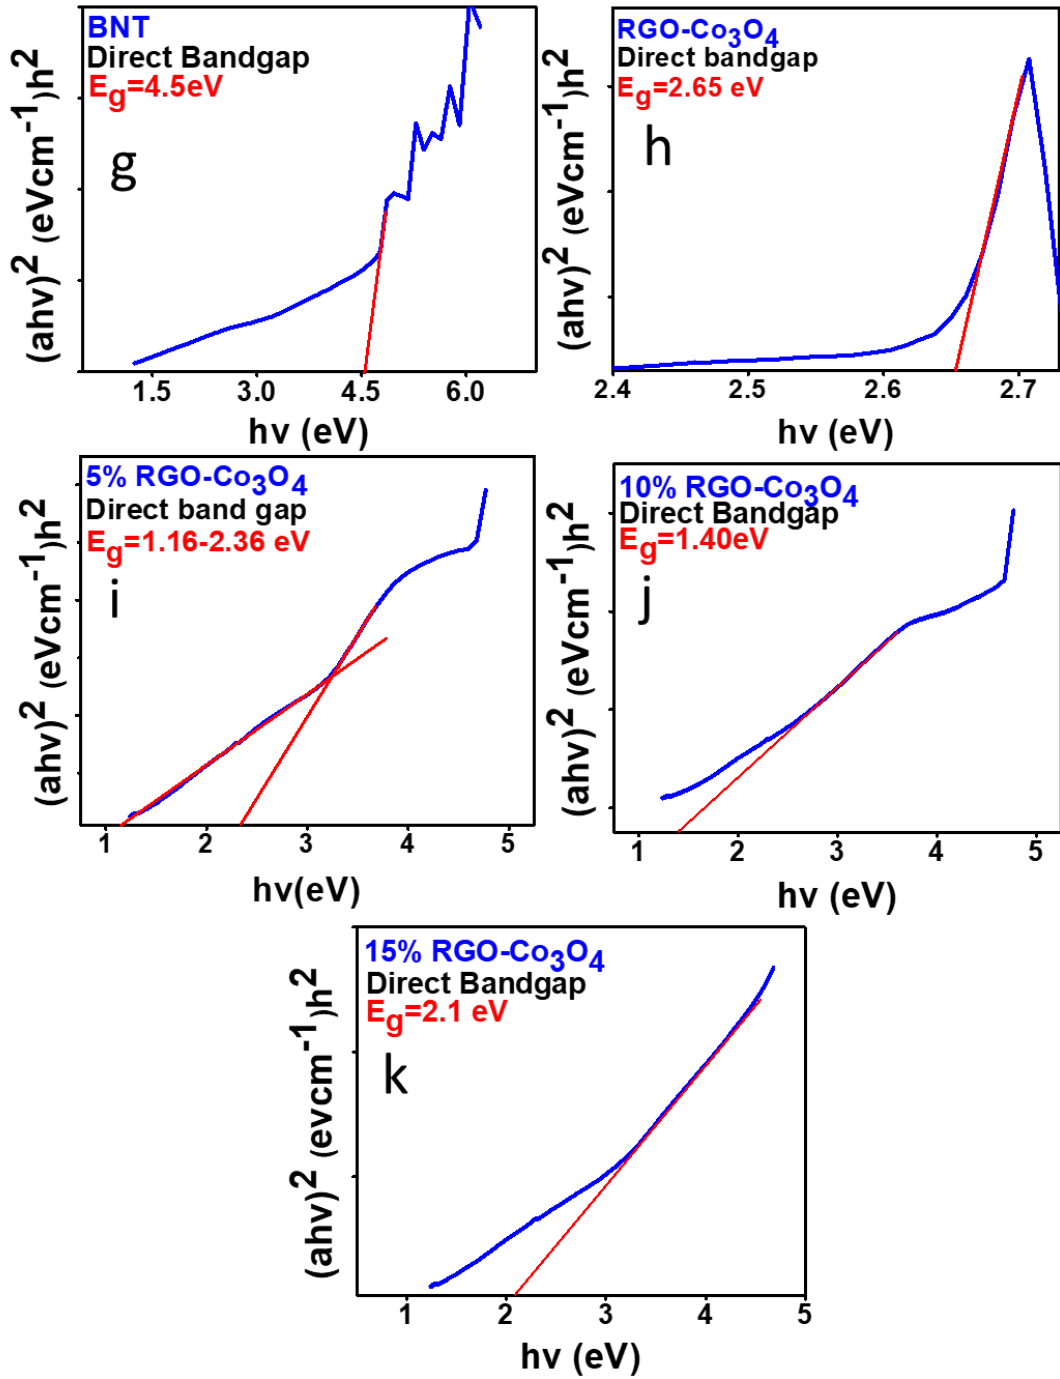 BNT
Direct Bandgap
Eg=4.5eV
g
(ahv)² (eVcm⁻¹)h²
1.5 3.0 4.5 6.0
hν (eV)
RGO-Co₃O₄
Direct bandgap
Eg=2.65 eV
h
(ahv)² (eVcm⁻¹)h²
2.4 2.5 2.6 2.7
hν (eV)
5% RGO-Co₃O₄
Direct band gap
Eg=1.16-2.36 eV
i
(ahv)² (eVcm⁻¹)h²
1 2 3 4 5
hν(eV)
10% RGO-Co₃O₄
Direct Bandgap
Eg=1.40eV
j
(ahv)² (eVcm⁻¹)h²
1 2 3 4 5
hν (eV)
15% RGO-Co₃O₄
Direct Bandgap
Eg=2.1 eV
k
(ahv)² (evcm⁻¹)h²
1 2 3 4 5
hν (eV)